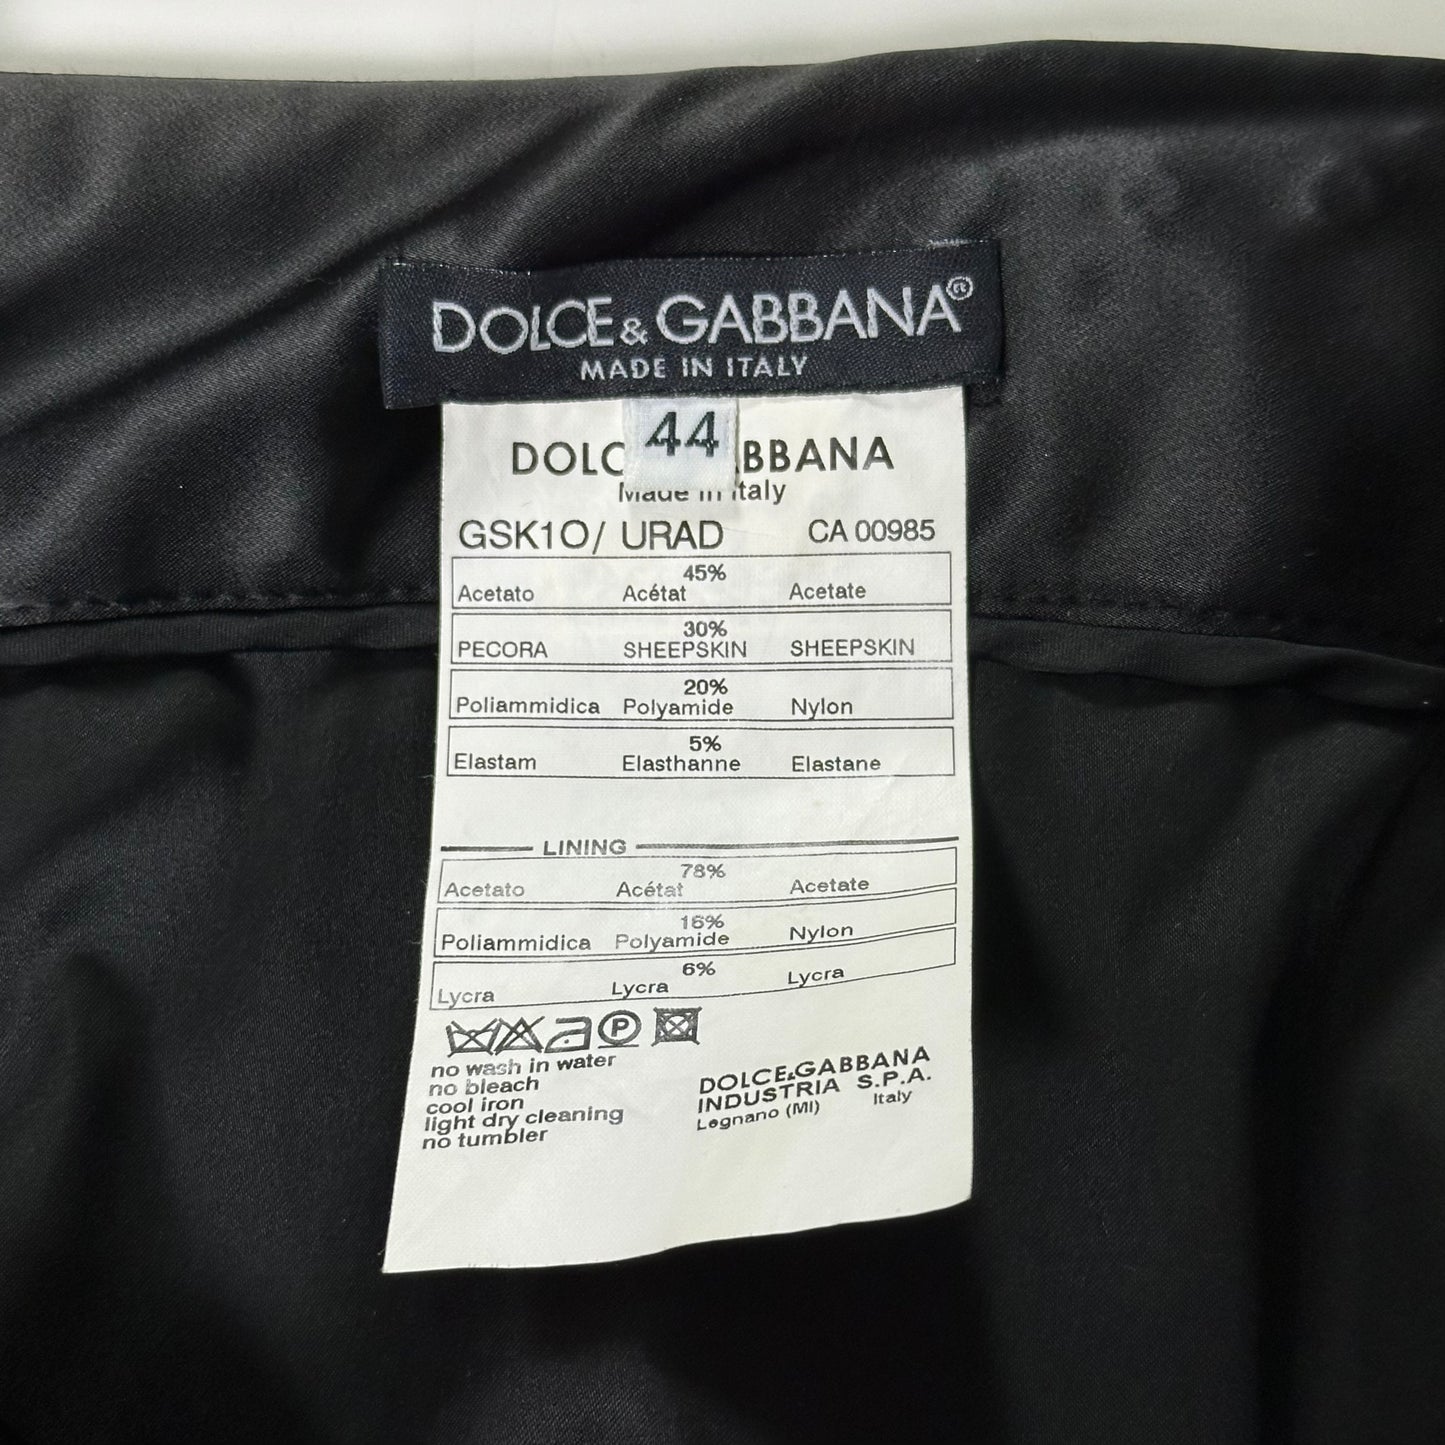 DOLCE&GABBANA®
MADE IN ITALY
44
DOLC BBANA
Made in Italy
GSK1O/ URAD CA 00985
45%
Acetato Acétat Acetate
30%
PECORA SHEEPSKIN SHEEPSKIN
20%
Poliammidica Polyamide Nylon
5%
Elastam Elasthanne Elastane
LINING
78%
Acetato Acétat Acetate
16%
Poliammidica Polyamide Nylon
6%
Lycra Lycra Lycra
P
no wash in water
no bleach
cool iron
light dry cleaning
no tumbler
DOLCE&GABBANA
INDUSTRIA S.P.A.
Legnano (MI) Italy